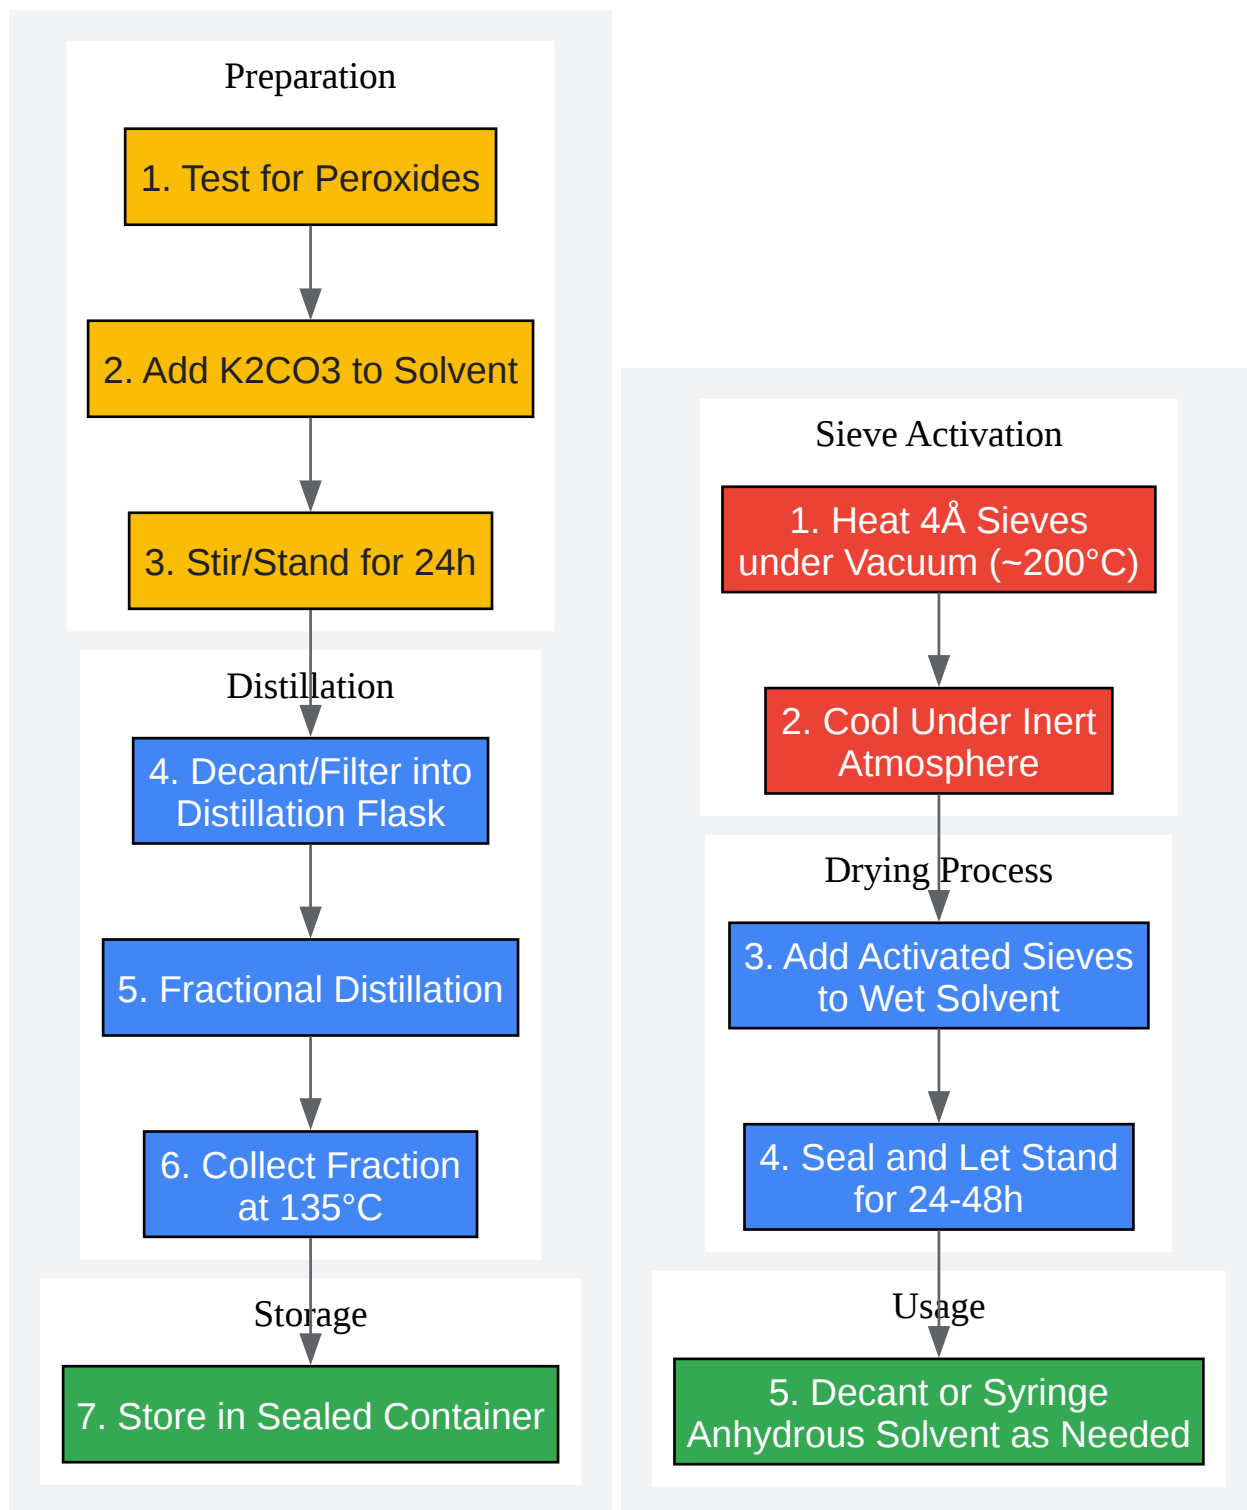 Preparation
1. Test for Peroxides
2. Add K2CO3 to Solvent
3. Stir/Stand for 24h
Distillation
4. Decant/Filter into
Distillation Flask
5. Fractional Distillation
6. Collect Fraction
at 135°C
Storage
7. Store in Sealed Container
Sieve Activation
1. Heat 4Å Sieves
under Vacuum (~200°C)
2. Cool Under Inert
Atmosphere
Drying Process
3. Add Activated Sieves
to Wet Solvent
4. Seal and Let Stand
for 24-48h
Usage
5. Decant or Syringe
Anhydrous Solvent as Needed